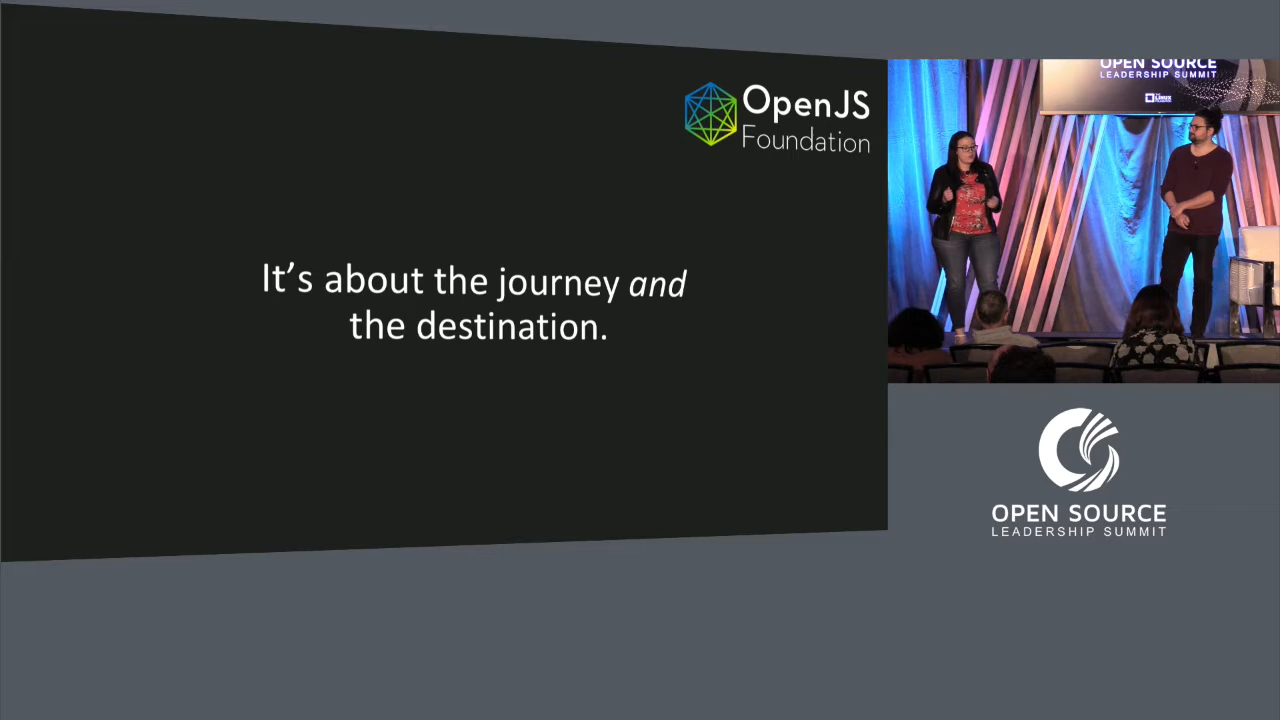 OpenJS
Foundation
It's about the journey and
the destination.
OPEN SOURCE
LEADERSHIP SUMMIT
OPEN SOURCE
LEADERSHIP SUMMIT